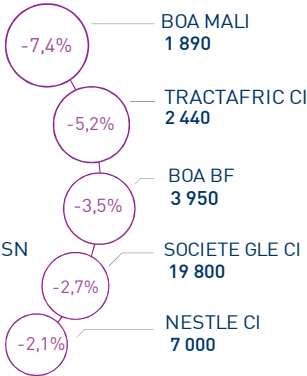 BOA MALI
-7,4%
1 890
TRACTAFRIC CI
-5,2%
2 440
BOA BF
-3,5%
3 950
SN
SOCIETE GLE CI
-2,7%
19 800
NESTLE CI
-2,1%
7 000